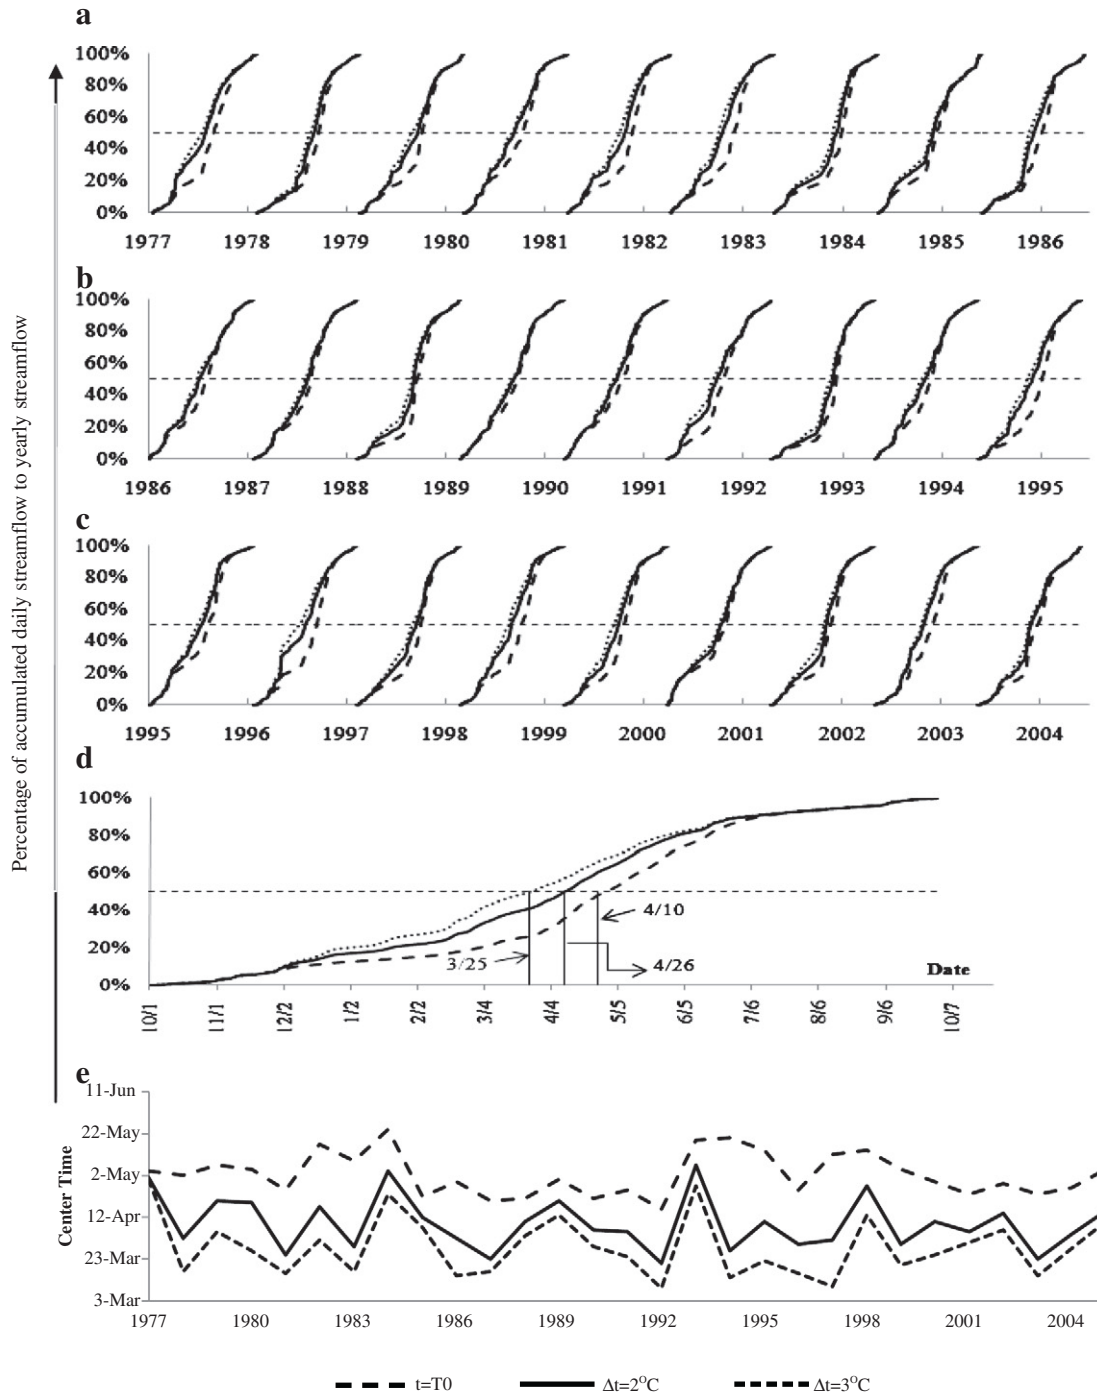 Percentage of accumulated daily streamflow to yearly streamflow
a
100%
80%
60%
40%
20%
0%
1977 1978 1979 1980 1981 1982 1983 1984 1985 1986
b
100%
80%
60%
40%
20%
0%
1986 1987 1988 1989 1990 1991 1992 1993 1994 1995
c
100%
80%
60%
40%
20%
0%
1995 1996 1997 1998 1999 2000 2001 2002 2003 2004
d
100%
80%
60%
40%
20%
0%
4/10
3/25
4/26
Date
10/1 11/1 12/2 1/2 2/2 3/4 4/4 5/5 6/5 7/6 8/6 9/6 10/7
e
Center Time
11-Jun
22-May
2-May
12-Apr
23-Mar
3-Mar
1977 1980 1983 1986 1989 1992 1995 1998 2001 2004
t=T0 Δt=2°C Δt=3°C